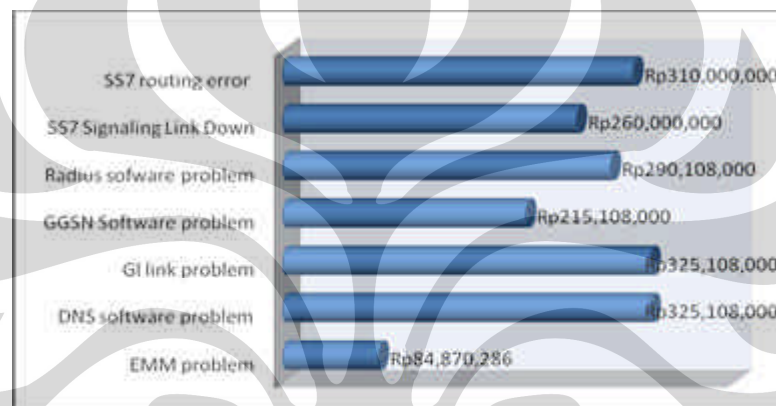 SS7 routing error Rp310,000,000
SS7 Signaling Link Down Rp260,000,000
Radius sofware problem Rp290,108,000
GGSN Software problem Rp215,108,000
GI link problem Rp325,108,000
DNS software problem Rp325,108,000
EMM problem Rp84,870,286